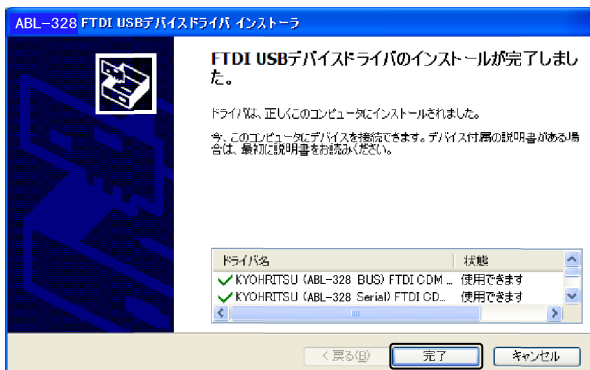 ABL-328 FTDI USBデバイスドライバ インストーラ
FTDI USBデバイスドライバのインストールが完了しまし
た。
ドライバは、正しくこのコンピュータにインストールされました。
今、このコンピュータにデバイスを接続できます。デバイス付属の説明書がある場
合は、最初に説明書をお読みください。
ドライバ名 状態
KYOHRITSU (ABL-328 BUS) FTDI CDM ... 使用できます
KYOHRITSU (ABL-328 Serial) FTDI CD... 使用できます
< 戻る(B) 完了 キャンセル